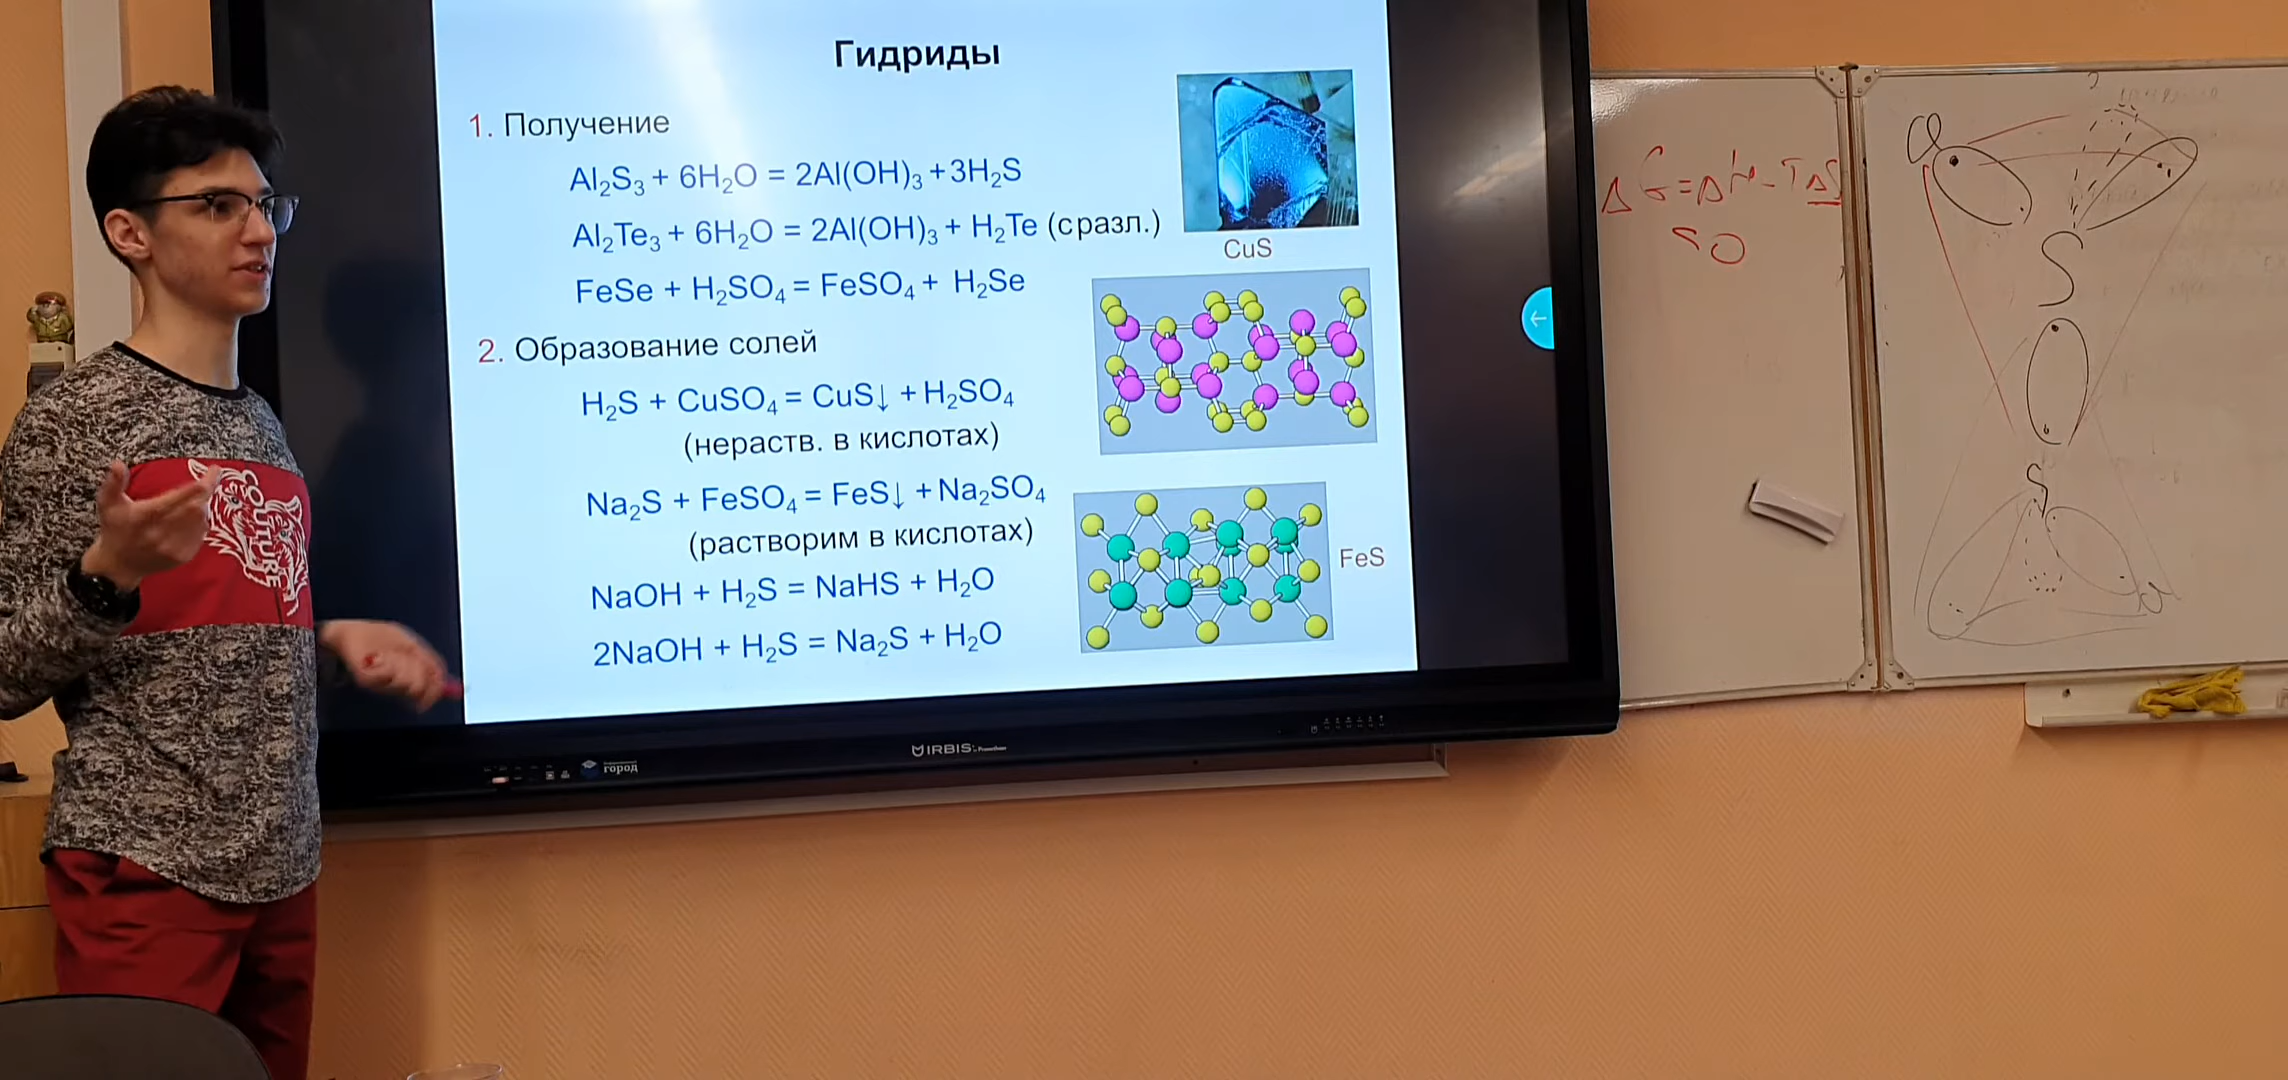 Гидриды
1. Получение
Al₂S₃ + 6H₂O = 2Al(OH)₃ + 3H₂S
Al₂Te₃ + 6H₂O = 2Al(OH)₃ + H₂Te (сразл.)
FeSe + H₂SO₄ = FeSO₄ + H₂Se
2. Образование солей
H₂S + CuSO₄ = CuS↓ + H₂SO₄
(нераств. в кислотах)
Na₂S + FeSO₄ = FeS↓ + Na₂SO₄
(растворим в кислотах)
NaOH + H₂S = NaHS + H₂O
2NaOH + H₂S = Na₂S + H₂O
CuS
FeS
IRBIS
город
COUTURE
ΔG = ΔH - TΔS
<0
S